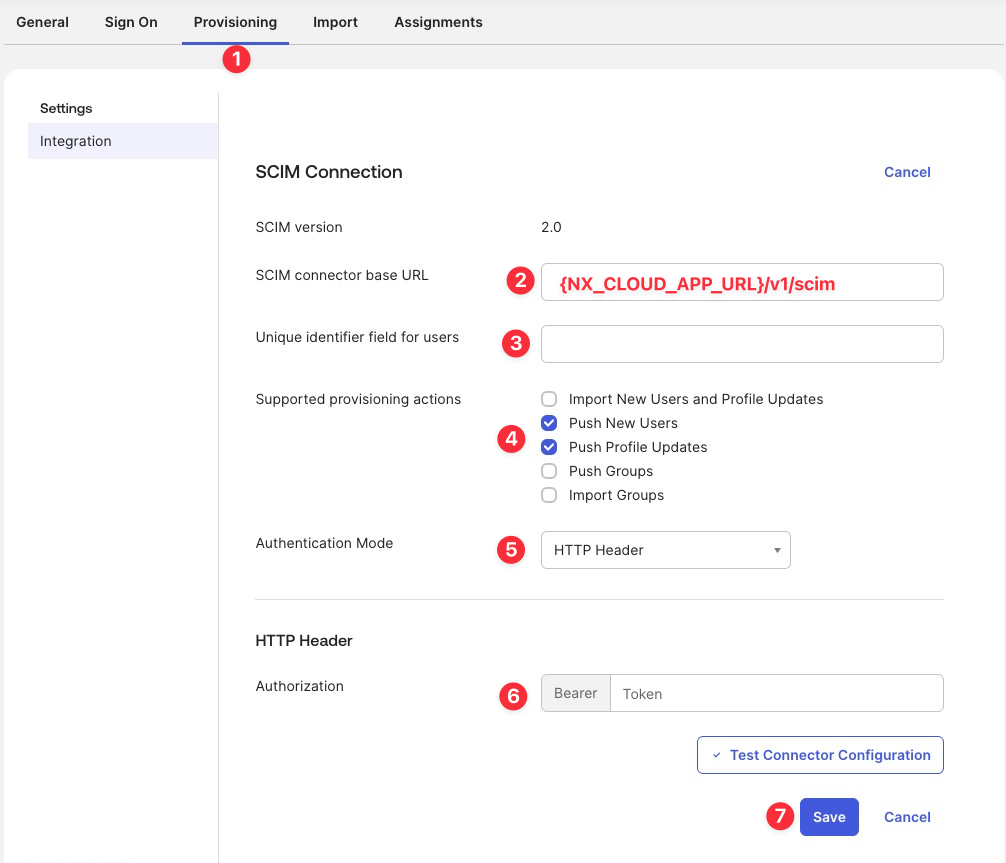 General Sign On Provisioning Import Assignments
1
Settings
Integration
SCIM Connection Cancel
SCIM version 2.0
SCIM connector base URL 2 {NX_CLOUD_APP_URL}/v1/scim
Unique identifier field for users 3
Supported provisioning actions Import New Users and Profile Updates
Push New Users
4 Push Profile Updates
Push Groups
Import Groups
Authentication Mode 5 HTTP Header
HTTP Header
Authorization 6 Bearer Token
Test Connector Configuration
7 Save Cancel